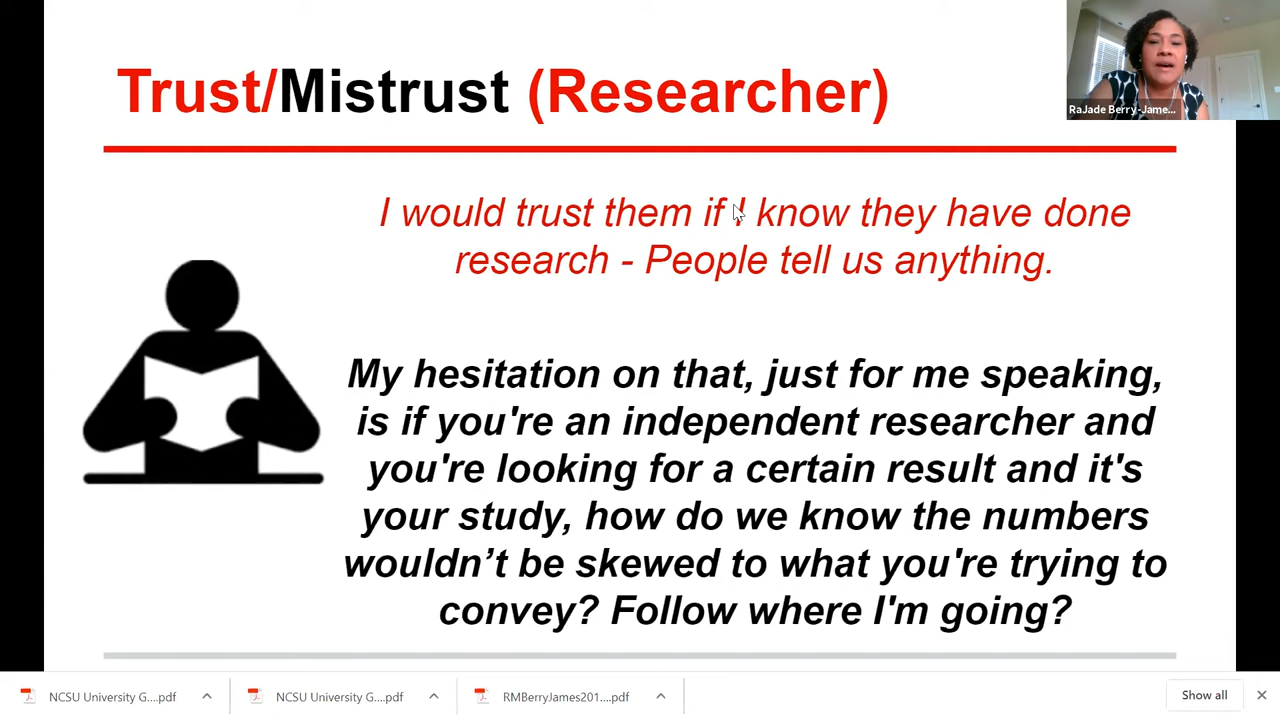 Trust/Mistrust (Researcher)
RaJade Berry-Jame...
I would trust them if I know they have done
research - People tell us anything.
My hesitation on that, just for me speaking,
is if you're an independent researcher and
you're looking for a certain result and it's
your study, how do we know the numbers
wouldn’t be skewed to what you're trying to
convey? Follow where I'm going?
NCSU University G....pdf
NCSU University G....pdf
RMBerryJames201....pdf
Show all